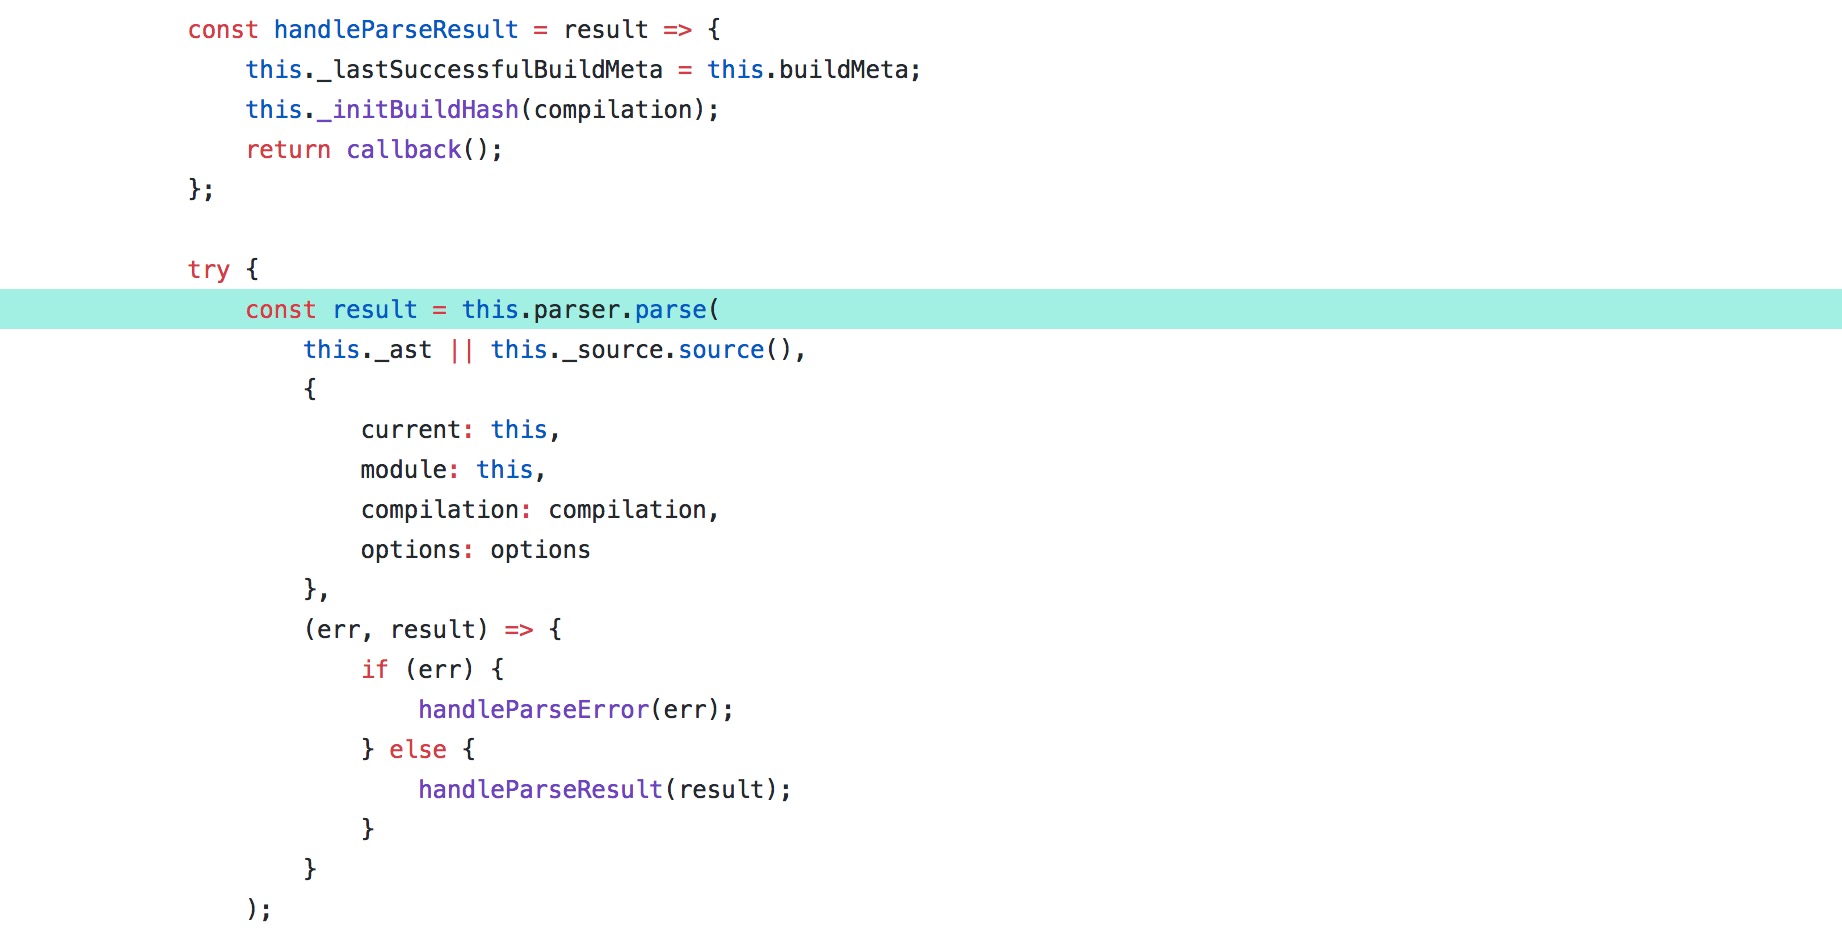 const handleParseResult = result => {
this._lastSuccessfulBuildMeta = this.buildMeta;
this._initBuildHash(compilation);
return callback();
};
try {
const result = this.parser.parse(
this._ast || this._source.source(),
{
current: this,
module: this,
compilation: compilation,
options: options
},
(err, result) => {
if (err) {
handleParseError(err);
} else {
handleParseResult(result);
}
}
);